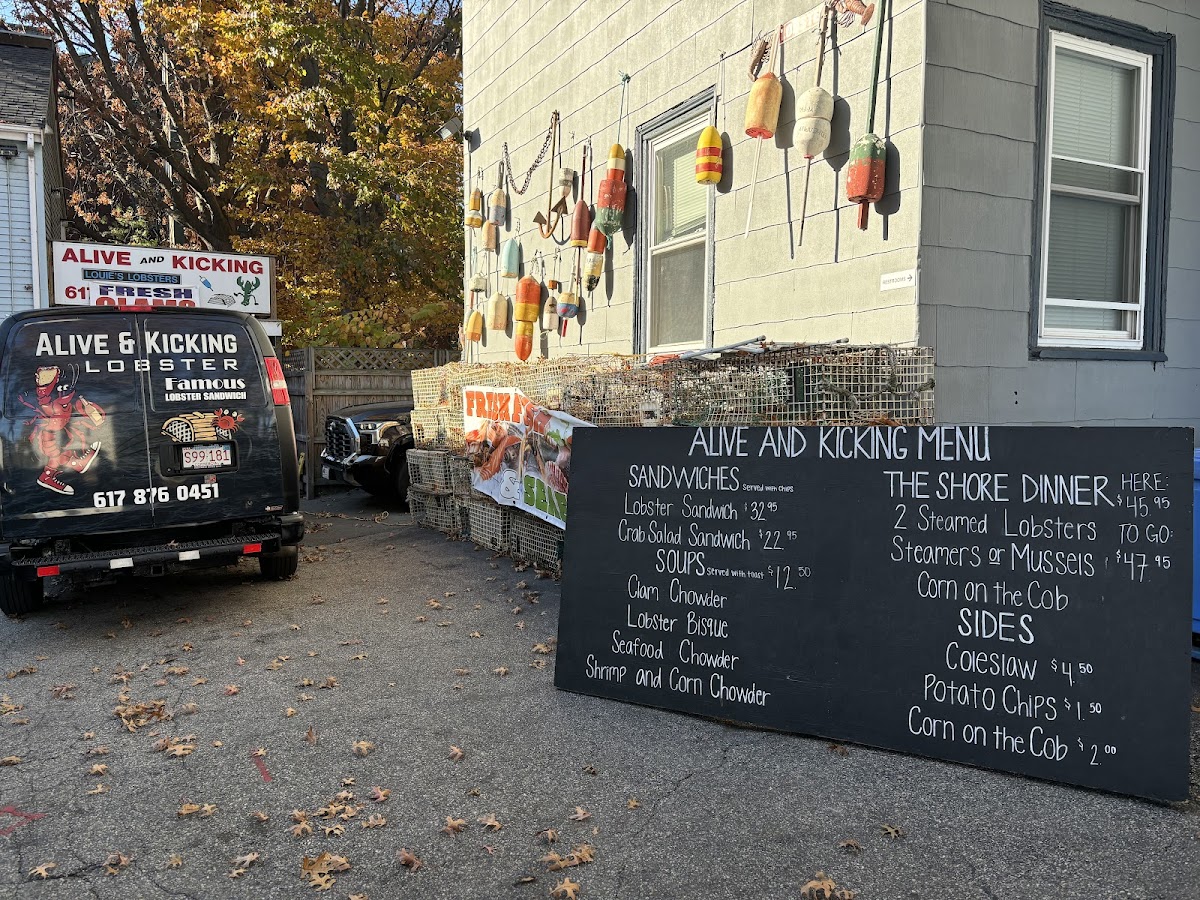 ALIVE AND KICKING
LOUIE'S LOBSTERS
61
FRESH
CLAMS
ALIVE & KICKING
LOBSTER
FAMOUS
LOBSTER SANDWICH
S99·181
617 876 0451
RESTROOMS →
&
ALIVE AND KICKING MENU
SANDWICHES Served with chips
Lobster Sandwich $32.95
Crab Salad Sandwich $22.95
SOUPS Served with toast $12.50
Clam Chowder
Lobster Bisque
Seafood Chowder
Shrimp and Corn Chowder
THE SHORE DINNER HERE: $45.95
2 Steamed Lobsters TO GO:
Steamers or Mussels $47.95
Corn on the Cob
SIDES
Coleslaw $4.50
Potato Chips $1.50
Corn on the Cob $2.00